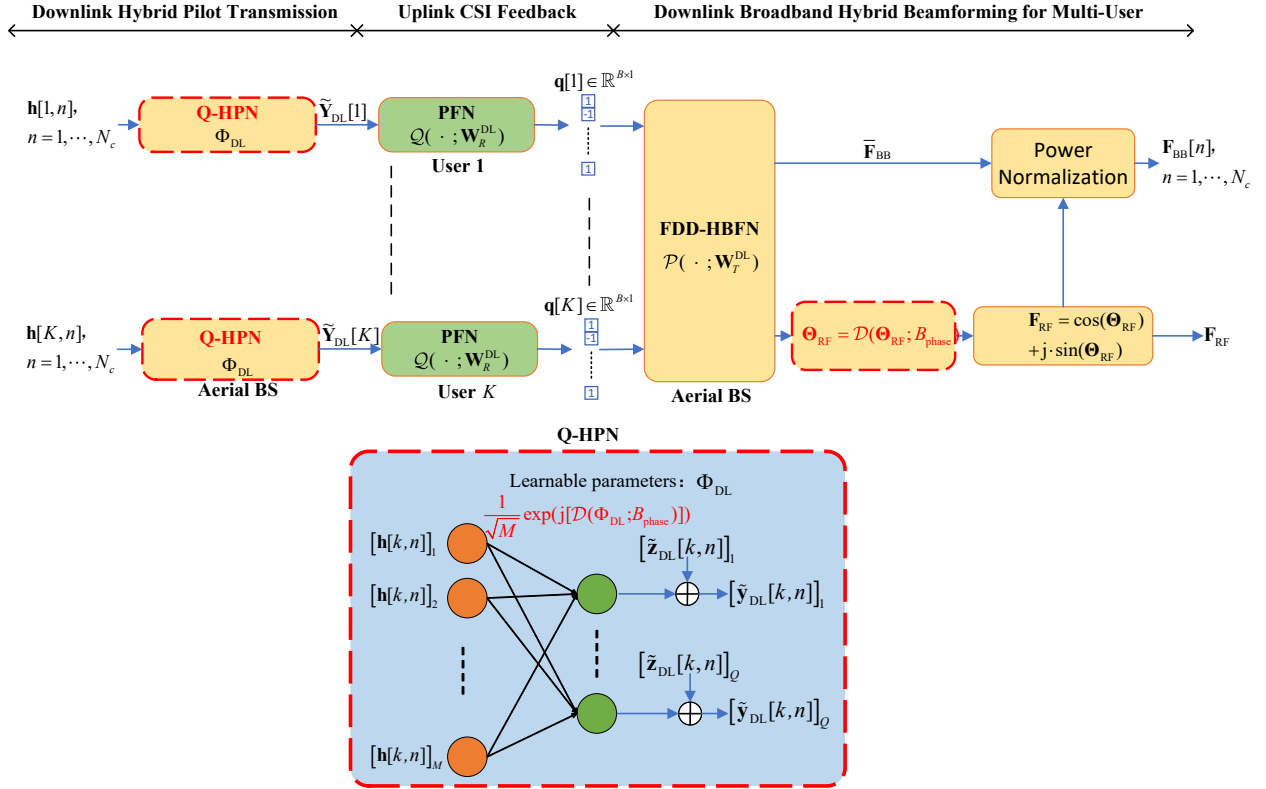 Downlink Hybrid Pilot Transmission
Uplink CSI Feedback
Downlink Broadband Hybrid Beamforming for Multi-User
h[1,n],
n=1,⋯,N_c
Q-HPN
Φ_DL
Ỹ_DL[1]
PFN
𝒬( · ; W_R^DL)
User 1
q[1]∈ℝ^{B×1}
1
-1
1
h[K,n],
n=1,⋯,N_c
Q-HPN
Φ_DL
Aerial BS
Ỹ_DL[K]
PFN
𝒬( · ; W_R^DL)
User K
q[K]∈ℝ^{B×1}
1
-1
1
FDD-HBFN
𝒫( · ; W_T^DL)
Aerial BS
F̅_BB
Power
Normalization
F_BB[n],
n=1,⋯,N_c
Θ_RF = 𝒟(Θ_RF; B_phase)
F_RF = cos(Θ_RF)
+j·sin(Θ_RF)
F_RF
Q-HPN
Learnable parameters: Φ_DL
1/√M exp(j[𝒟(Φ_DL; B_phase)])
[h[k,n]]_1
[h[k,n]]_2
[h[k,n]]_M
[z̃_DL[k,n]]_1
[ỹ_DL[k,n]]_1
[z̃_DL[k,n]]_Q
[ỹ_DL[k,n]]_Q